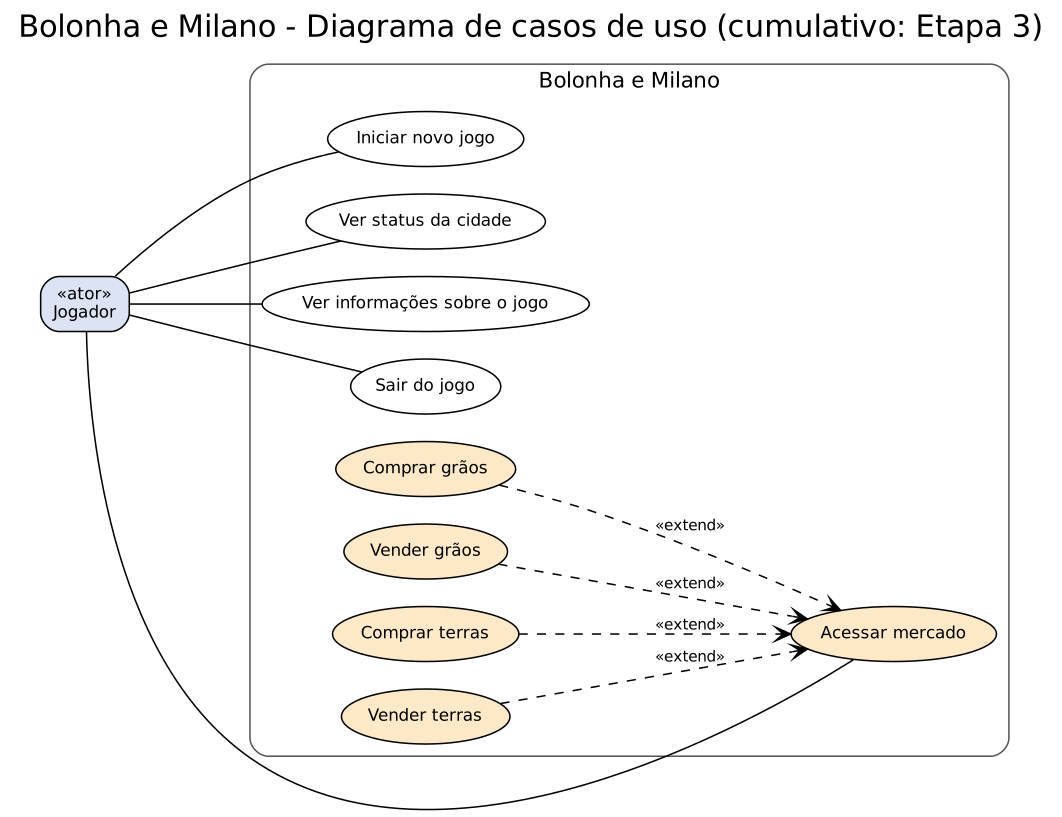 Bolonha e Milano - Diagrama de casos de uso (cumulativo: Etapa 3)
Bolonha e Milano
Iniciar novo jogo
Ver status da cidade
«ator»
Jogador
Ver informações sobre o jogo
Sair do jogo
Comprar grãos
«extend»
Vender grãos
«extend»
Comprar terras
«extend»
Acessar mercado
«extend»
Vender terras